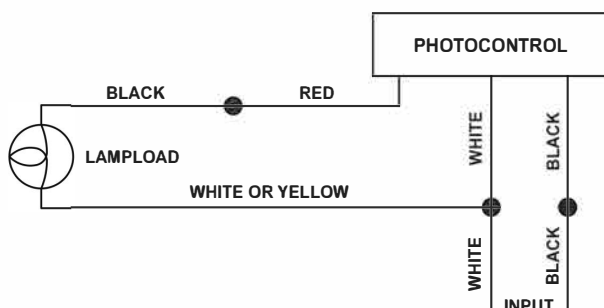 PHOTOCONTROL
BLACK
RED
WHITE
BLACK
LAMPLOAD
WHITE OR YELLOW
WHITE
BLACK
INPUT